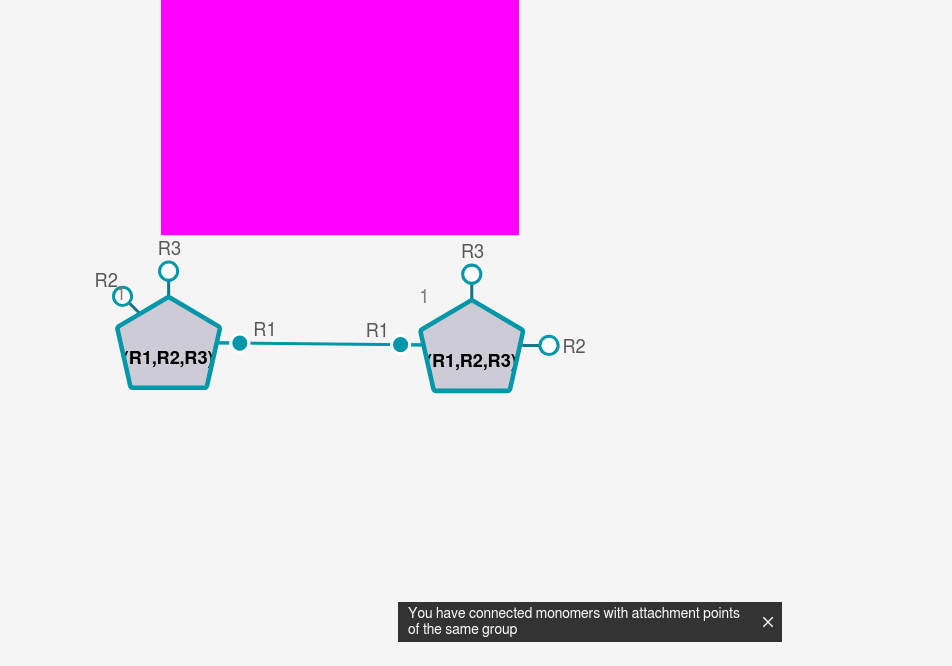 R3
R3
R2
1
1
R1
R1
R2
(R1,R2,R3)
(R1,R2,R3)
You have connected monomers with attachment points
of the same group